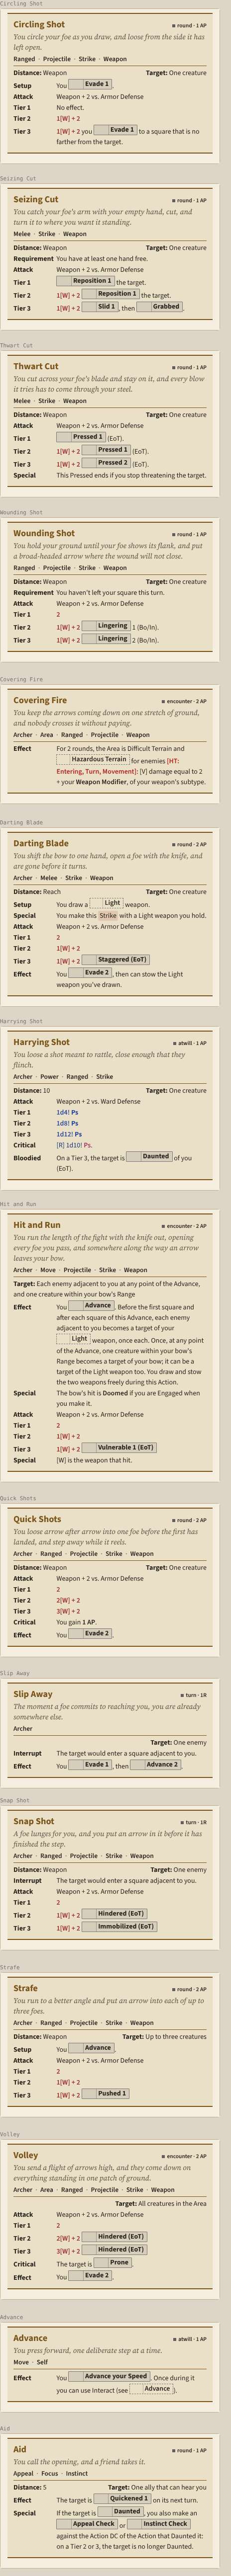 Circling Shot
Circling Shot ■ round · 1 AP
You circle your foe as you draw, and loose from the side it has
left open.
Ranged · Projectile · Strike · Weapon
Distance: Weapon Target: One creature
Setup You Evade 1.
Attack Weapon + 2 vs. Armor Defense
Tier 1 No effect.
Tier 2 1[W] + 2
Tier 3 1[W] + 2 you Evade 1 to a square that is no
farther from the target.
Seizing Cut
Seizing Cut ■ round · 1 AP
You catch your foe's arm with your empty hand, cut, and
turn it to where you want it standing.
Melee · Strike · Weapon
Distance: Weapon Target: One creature
Requirement You have at least one hand free.
Attack Weapon + 2 vs. Armor Defense
Tier 1 Reposition 1 the target.
Tier 2 1[W] + 2 Reposition 1 the target.
Tier 3 1[W] + 2 Slid 1, then Grabbed.
Thwart Cut
Thwart Cut ■ round · 1 AP
You cut across your foe's blade and stay on it, and every blow
it tries has to come through your steel.
Melee · Strike · Weapon
Distance: Weapon Target: One creature
Attack Weapon + 2 vs. Armor Defense
Tier 1 Pressed 1 (EoT).
Tier 2 1[W] + 2 Pressed 1 (EoT).
Tier 3 1[W] + 2 Pressed 2 (EoT).
Special This Pressed ends if you stop threatening the target.
Wounding Shot
Wounding Shot ■ round · 1 AP
You hold your ground until your foe shows its flank, and put
a broad-headed arrow where the wound will not close.
Ranged · Projectile · Strike · Weapon
Distance: Weapon Target: One creature
Requirement You haven't left your square this turn.
Attack Weapon + 2 vs. Armor Defense
Tier 1 2
Tier 2 1[W] + 2 Lingering 1 (Bo/In).
Tier 3 1[W] + 2 Lingering 2 (Bo/In).
Covering Fire
Covering Fire ■ encounter · 2 AP
You keep the arrows coming down on one stretch of ground,
and nobody crosses it without paying.
Archer · Area · Ranged · Projectile · Weapon
Effect For 2 rounds, the Area is Difficult Terrain and
Hazardous Terrain for enemies [HT:
Entering, Turn, Movement]: [V] damage equal to 2
+ your Weapon Modifier, of your weapon's subtype.
Darting Blade
Darting Blade ■ round · 2 AP
You shift the bow to one hand, open a foe with the knife, and
are gone before it turns.
Archer · Melee · Strike · Weapon
Distance: Reach Target: One creature
Setup You draw a Light weapon.
Special You make this Strike with a Light Weapon you hold.
Attack Weapon + 2 vs. Armor Defense
Tier 1 2
Tier 2 1[W] + 2
Tier 3 1[W] + 2 Staggered (EoT)
Effect You Evade 2, then can stow the Light
weapon you've drawn.
Harrying Shot
Harrying Shot ■ atwill · 1 AP
You loose a shot meant to rattle, close enough that they
flinch.
Archer · Power · Ranged · Strike
Distance: 10 Target: One creature
Attack Weapon + 2 vs. Ward Defense
Tier 1 1d4! Ps
Tier 2 1d8! Ps
Tier 3 1d12! Ps
Critical [R] 1d10! Ps.
Bloodied On a Tier 3, the target is Daunted of you
(EoT).
Hit and Run
Hit and Run ■ encounter · 2 AP
You run the length of the fight with the knife out, opening
every foe you pass, and somewhere along the way an arrow
leaves your bow.
Archer · Move · Projectile · Strike · Weapon
Target: Each enemy adjacent to you at any point of the Advance,
and one creature within your bow's Range
Effect You Advance. Before the first square and
after each square of this Advance, each enemy
adjacent to you becomes a target of your
Light weapon, once each. Once, at any point
of the Advance, one creature within your bow's
Range becomes a target of your bow; it can be a
target of the Light weapon too. You draw and stow
the two weapons freely during this Action.
Special The bow's hit is Doomed if you are Engaged when
you make it.
Attack Weapon + 2 vs. Armor Defense
Tier 1 2
Tier 2 1[W] + 2
Tier 3 1[W] + 2 Vulnerable 1 (EoT)
Special [W] is the weapon that hit.
Quick Shots
Quick Shots ■ round · 2 AP
You loose arrow after arrow into one foe before the first has
landed, and step away while it reels.
Archer · Ranged · Projectile · Strike · Weapon
Distance: Weapon Target: One creature
Attack Weapon + 2 vs. Armor Defense
Tier 1 2
Tier 2 2[W] + 2
Tier 3 3[W] + 2
Critical You gain 1 AP.
Effect You Evade 2.
Slip Away
Slip Away ■ turn · 1R
The moment a foe commits to reaching you, you are already
somewhere else.
Archer
Target: One enemy
Interrupt The target would enter a square adjacent to you.
Effect You Evade 1, then Advance 2.
Snap Shot
Snap Shot ■ turn · 1R
A foe lunges for you, and you put an arrow in it before it has
finished the step.
Archer · Ranged · Projectile · Strike · Weapon
Distance: Weapon Target: One enemy
Interrupt The target would enter a square adjacent to you.
Attack Weapon + 2 vs. Armor Defense
Tier 1 2
Tier 2 1[W] + 2 Hindered (EoT)
Tier 3 1[W] + 2 Immobilized (EoT)
Strafe
Strafe ■ round · 2 AP
You run to a better angle and put an arrow into each of up to
three foes.
Archer · Ranged · Projectile · Strike · Weapon
Distance: Weapon Target: Up to three creatures
Setup You Advance.
Attack Weapon + 2 vs. Armor Defense
Tier 1 2
Tier 2 1[W] + 2
Tier 3 1[W] + 2 Pushed 1
Volley
Volley ■ encounter · 2 AP
You send a flight of arrows high, and they come down on
everything standing in one patch of ground.
Archer · Area · Ranged · Projectile · Strike · Weapon
Target: All creatures in the Area
Attack Weapon + 2 vs. Armor Defense
Tier 1 2
Tier 2 2[W] + 2 Hindered (EoT)
Tier 3 3[W] + 2 Hindered (EoT)
Critical The target is Prone.
Effect You Evade 2.
Advance
Advance ■ atwill · 1 AP
You press forward, one deliberate step at a time.
Move · Self
Effect You Advance your Speed. Once during it
you can use Interact (see Advance).
Aid
Aid ■ round · 1 AP
You call the opening, and a friend takes it.
Appeal · Focus · Instinct
Distance: 5 Target: One ally that can hear you
Effect The target is Quickened 1 on its next turn.
Special If the target is Daunted, you also make an
Appeal Check or Instinct Check
against the Action DC of the Action that Daunted it:
on a Tier 2 or 3, the target is no longer Daunted.